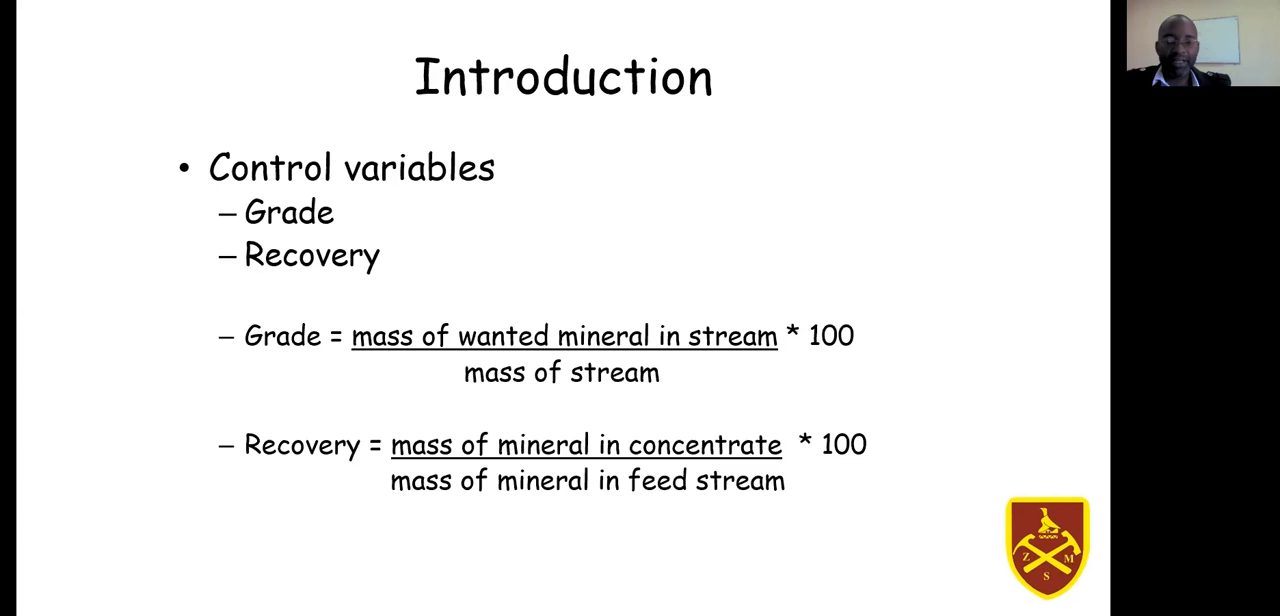 Introduction
• Control variables
– Grade
– Recovery
– Grade = mass of wanted mineral in stream * 100
mass of stream
– Recovery = mass of mineral in concentrate * 100
mass of mineral in feed stream
Z M
S